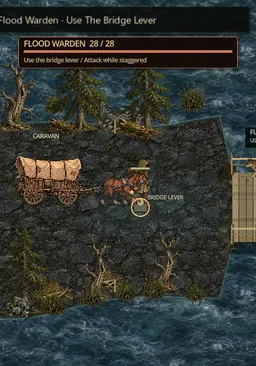 Flood Warden · Use The Bridge Lever
FLOOD WARDEN 28 / 28
Use the bridge lever / Attack while staggered
CARAVAN
BRIDGE LEVER